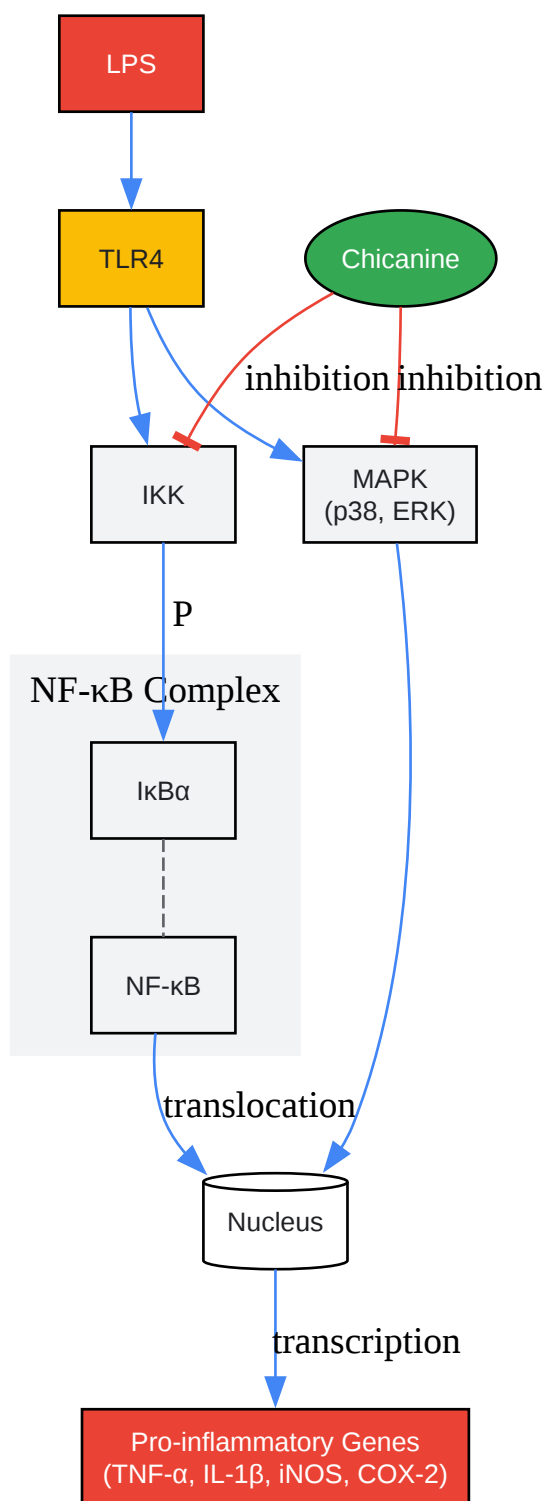 LPS
TLR4
Chicanine
inhibition
inhibition
IKK
MAPK
(p38, ERK)
P
NF-κB Complex
IκBα
NF-κB
translocation
Nucleus
transcription
Pro-inflammatory Genes
(TNF-α, IL-1β, iNOS, COX-2)